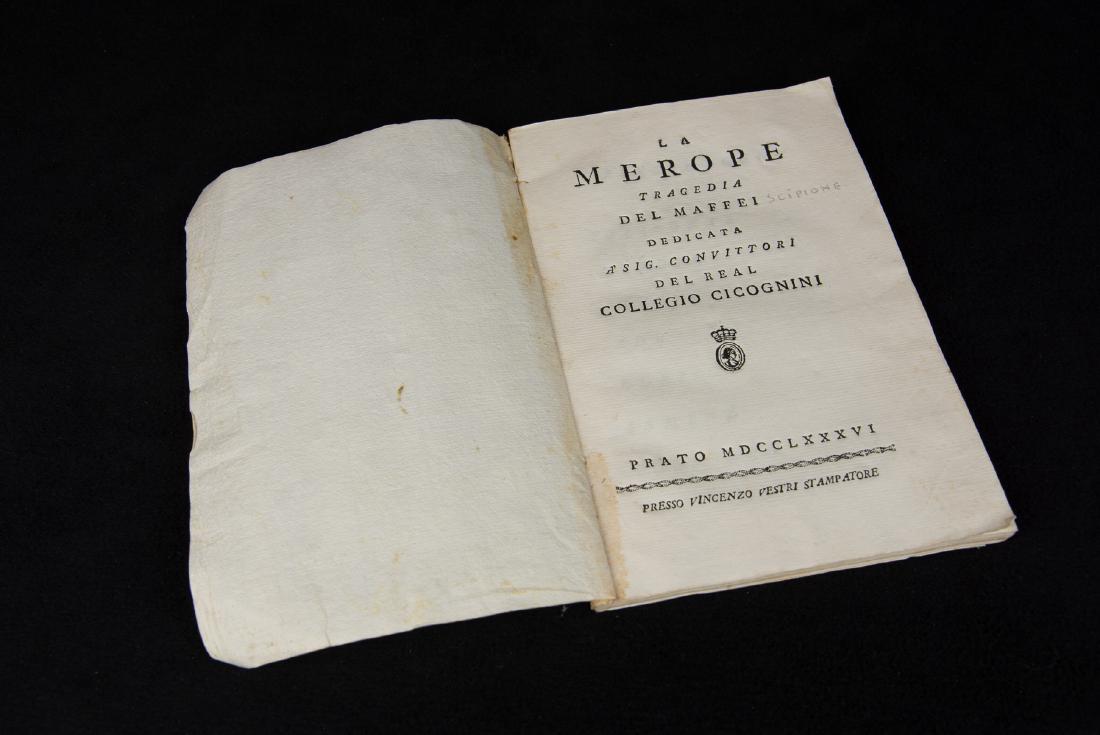 LA
MEROPE
TRAGEDIA
DEL MAFFEI SCIPIONE
DEDICATA
A' SIG. CONVITTORI
DEL REAL
COLLEGIO CICOGNINI
PRATO MDCCLXXXVI
PRESSO VINCENZO VESTRI STAMPATORE